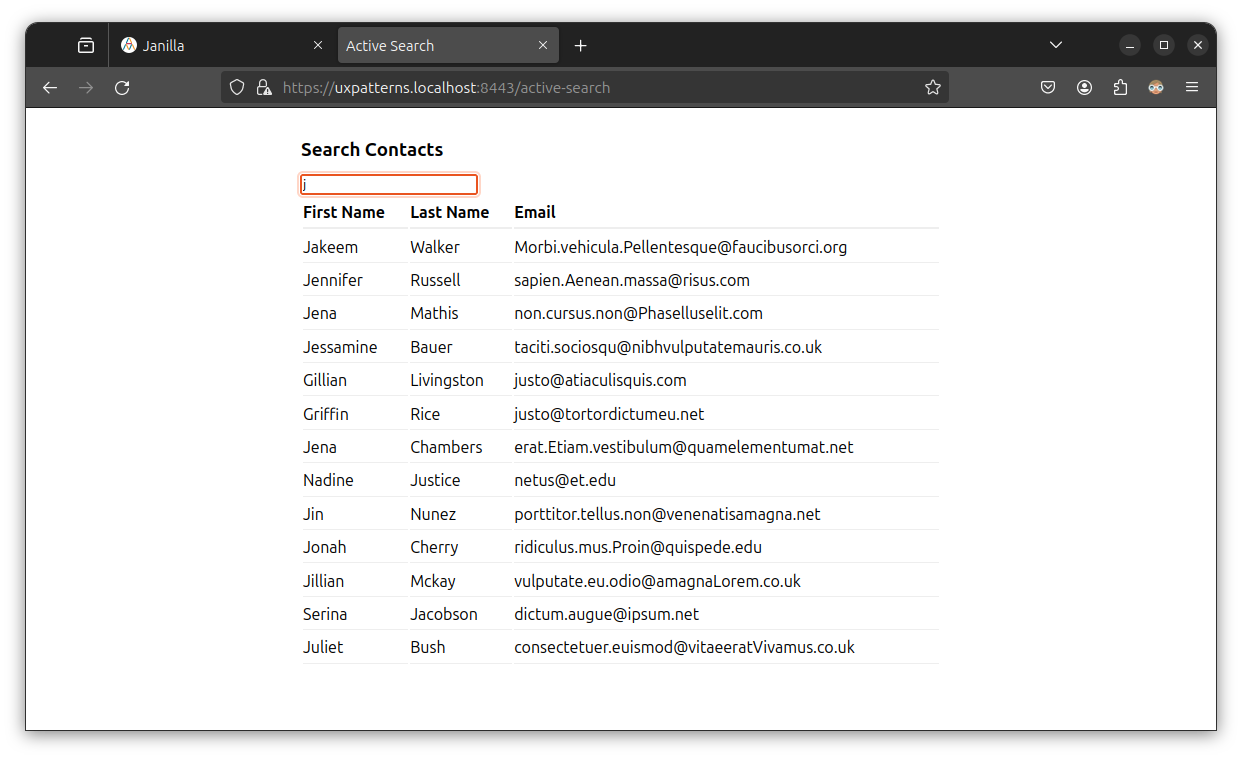 Janilla
Active Search
https://uxpatterns.localhost:8443/active-search
Search Contacts
j
First Name Last Name Email
Jakeem Walker Morbi.vehicula.Pellentesque@faucibusorci.org
Jennifer Russell sapien.Aenean.massa@risus.com
Jena Mathis non.cursus.non@Phaselluselit.com
Jessamine Bauer taciti.sociosqu@nibhvulputatemauris.co.uk
Gillian Livingston justo@atiaculisquis.com
Griffin Rice justo@tortordictumeu.net
Jena Chambers erat.Etiam.vestibulum@quamelementumat.net
Nadine Justice netus@et.edu
Jin Nunez porttitor.tellus.non@venenatisamagna.net
Jonah Cherry ridiculus.mus.Proin@quispede.edu
Jillian Mckay vulputate.eu.odio@amagnaLorem.co.uk
Serina Jacobson dictum.augue@ipsum.net
Juliet Bush consectetuer.euismod@vitaeeratVivamus.co.uk